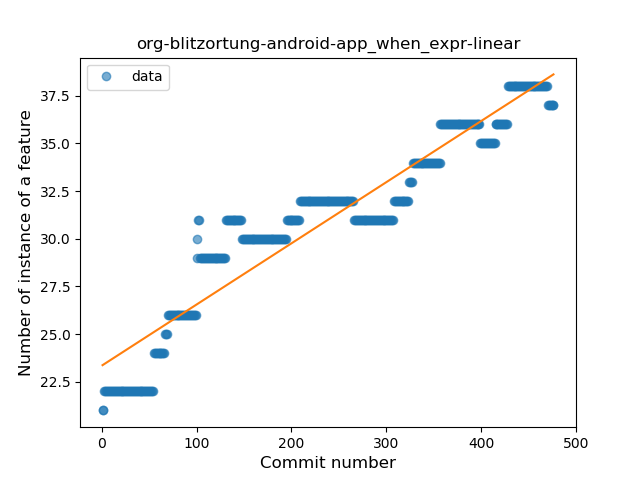 org-blitzortung-android-app_when_expr-linear
data
Number of instance of a feature
37.5
35.0
32.5
30.0
27.5
25.0
22.5
0 100 200 300 400 500
Commit number